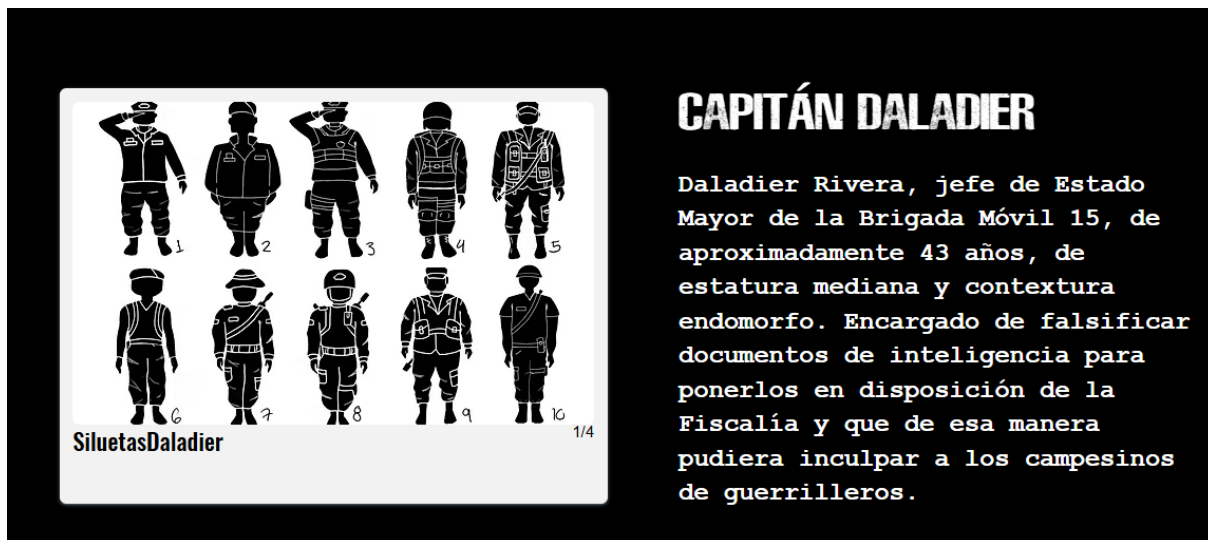 1
2
3
4
5
6
7
8
9
10
SiluetasDaladier
1/4
CAPITÁN DALADIER
Daladier Rivera, jefe de Estado
Mayor de la Brigada Móvil 15, de
aproximadamente 43 años, de
estatura mediana y contextura
endomorfo. Encargado de falsificar
documentos de inteligencia para
ponerlos en disposición de la
Fiscalía y que de esa manera
pudiera inculpar a los campesinos
de guerrilleros.